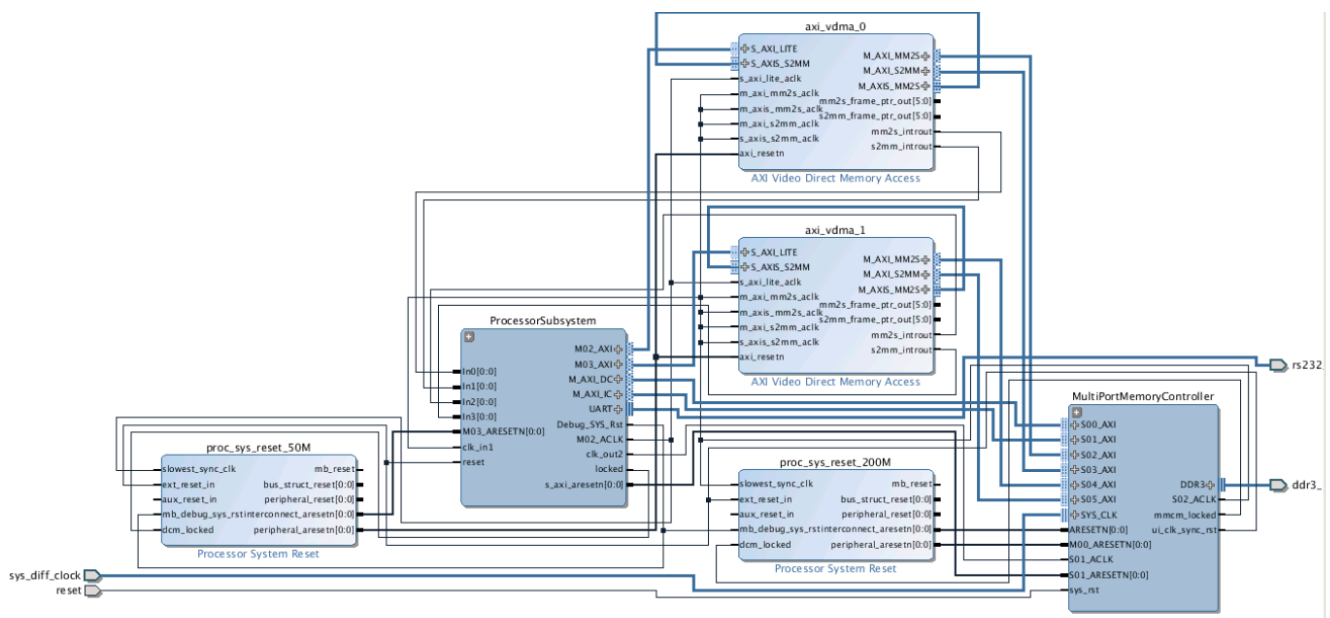 axi_vdma_0
S_AXI_LITE
S_AXIS_S2MM
s_axi_lite_aclk
m_axi_mm2s_aclk
m_axis_mm2s_aclk
m_axi_s2mm_aclk
s_axis_s2mm_aclk
axi_resetn
M_AXI_MM2S
M_AXI_S2MM
M_AXIS_MM2S
mm2s_frame_ptr_out[5:0]
s2mm_frame_ptr_out[5:0]
mm2s_introut
s2mm_introut
AXI Video Direct Memory Access
axi_vdma_1
S_AXI_LITE
S_AXIS_S2MM
s_axi_lite_aclk
m_axi_mm2s_aclk
m_axis_mm2s_aclk
m_axi_s2mm_aclk
s_axis_s2mm_aclk
axi_resetn
M_AXI_MM2S
M_AXI_S2MM
M_AXIS_MM2S
mm2s_frame_ptr_out[5:0]
s2mm_frame_ptr_out[5:0]
mm2s_introut
s2mm_introut
AXI Video Direct Memory Access
ProcessorSubsystem
In0[0:0]
In1[0:0]
In2[0:0]
In3[0:0]
M03_ARESETN[0:0]
clk_in1
reset
M02_AXI
M03_AXI
M_AXI_DC
M_AXI_IC
UART
Debug_SYS_Rst
M02_ACLK
clk_out2
locked
s_axi_aresetn[0:0]
rs232_
MultiPortMemoryController
S00_AXI
S01_AXI
S02_AXI
S03_AXI
S04_AXI
S05_AXI
SYS_CLK
ARESETN[0:0]
M00_ARESETN[0:0]
S01_ACLK
S01_ARESETN[0:0]
sys_rst
DDR3
S02_ACLK
mmcm_locked
ui_clk_sync_rst
ddr3_
proc_sys_reset_50M
slowest_sync_clk
ext_reset_in
aux_reset_in
mb_debug_sys_rst
dcm_locked
mb_reset
bus_struct_reset[0:0]
peripheral_reset[0:0]
interconnect_aresetn[0:0]
peripheral_aresetn[0:0]
Processor System Reset
proc_sys_reset_200M
slowest_sync_clk
ext_reset_in
aux_reset_in
mb_debug_sys_rst
dcm_locked
mb_reset
bus_struct_reset[0:0]
peripheral_reset[0:0]
interconnect_aresetn[0:0]
peripheral_aresetn[0:0]
Processor System Reset
sys_diff_clock
reset